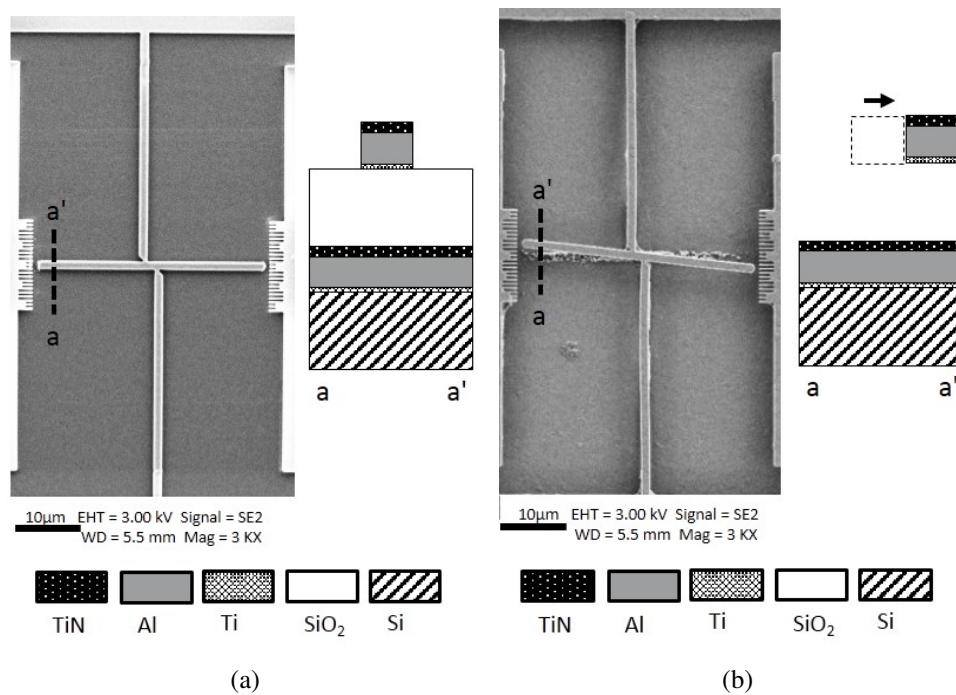 a'
a
a a'
10µm EHT = 3.00 kV Signal = SE2
WD = 5.5 mm Mag = 3 KX
TiN Al Ti SiO₂ Si
(a)
a'
a
a a'
10µm EHT = 3.00 kV Signal = SE2
WD = 5.5 mm Mag = 3 KX
TiN Al Ti SiO₂ Si
(b)